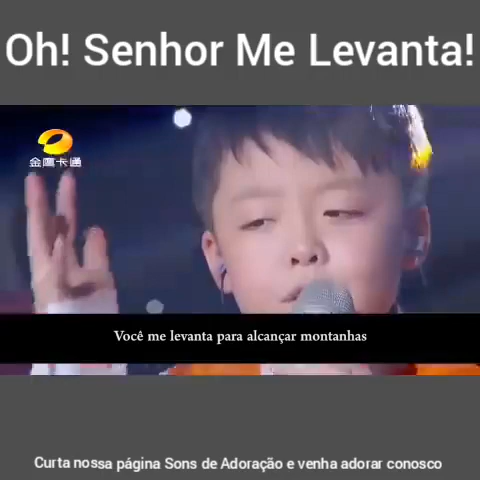 Oh! Senhor Me Levanta!
金鹰卡通
Você me levanta para alcançar montanhas
Curta nossa página Sons de Adoração e venha adorar conosco